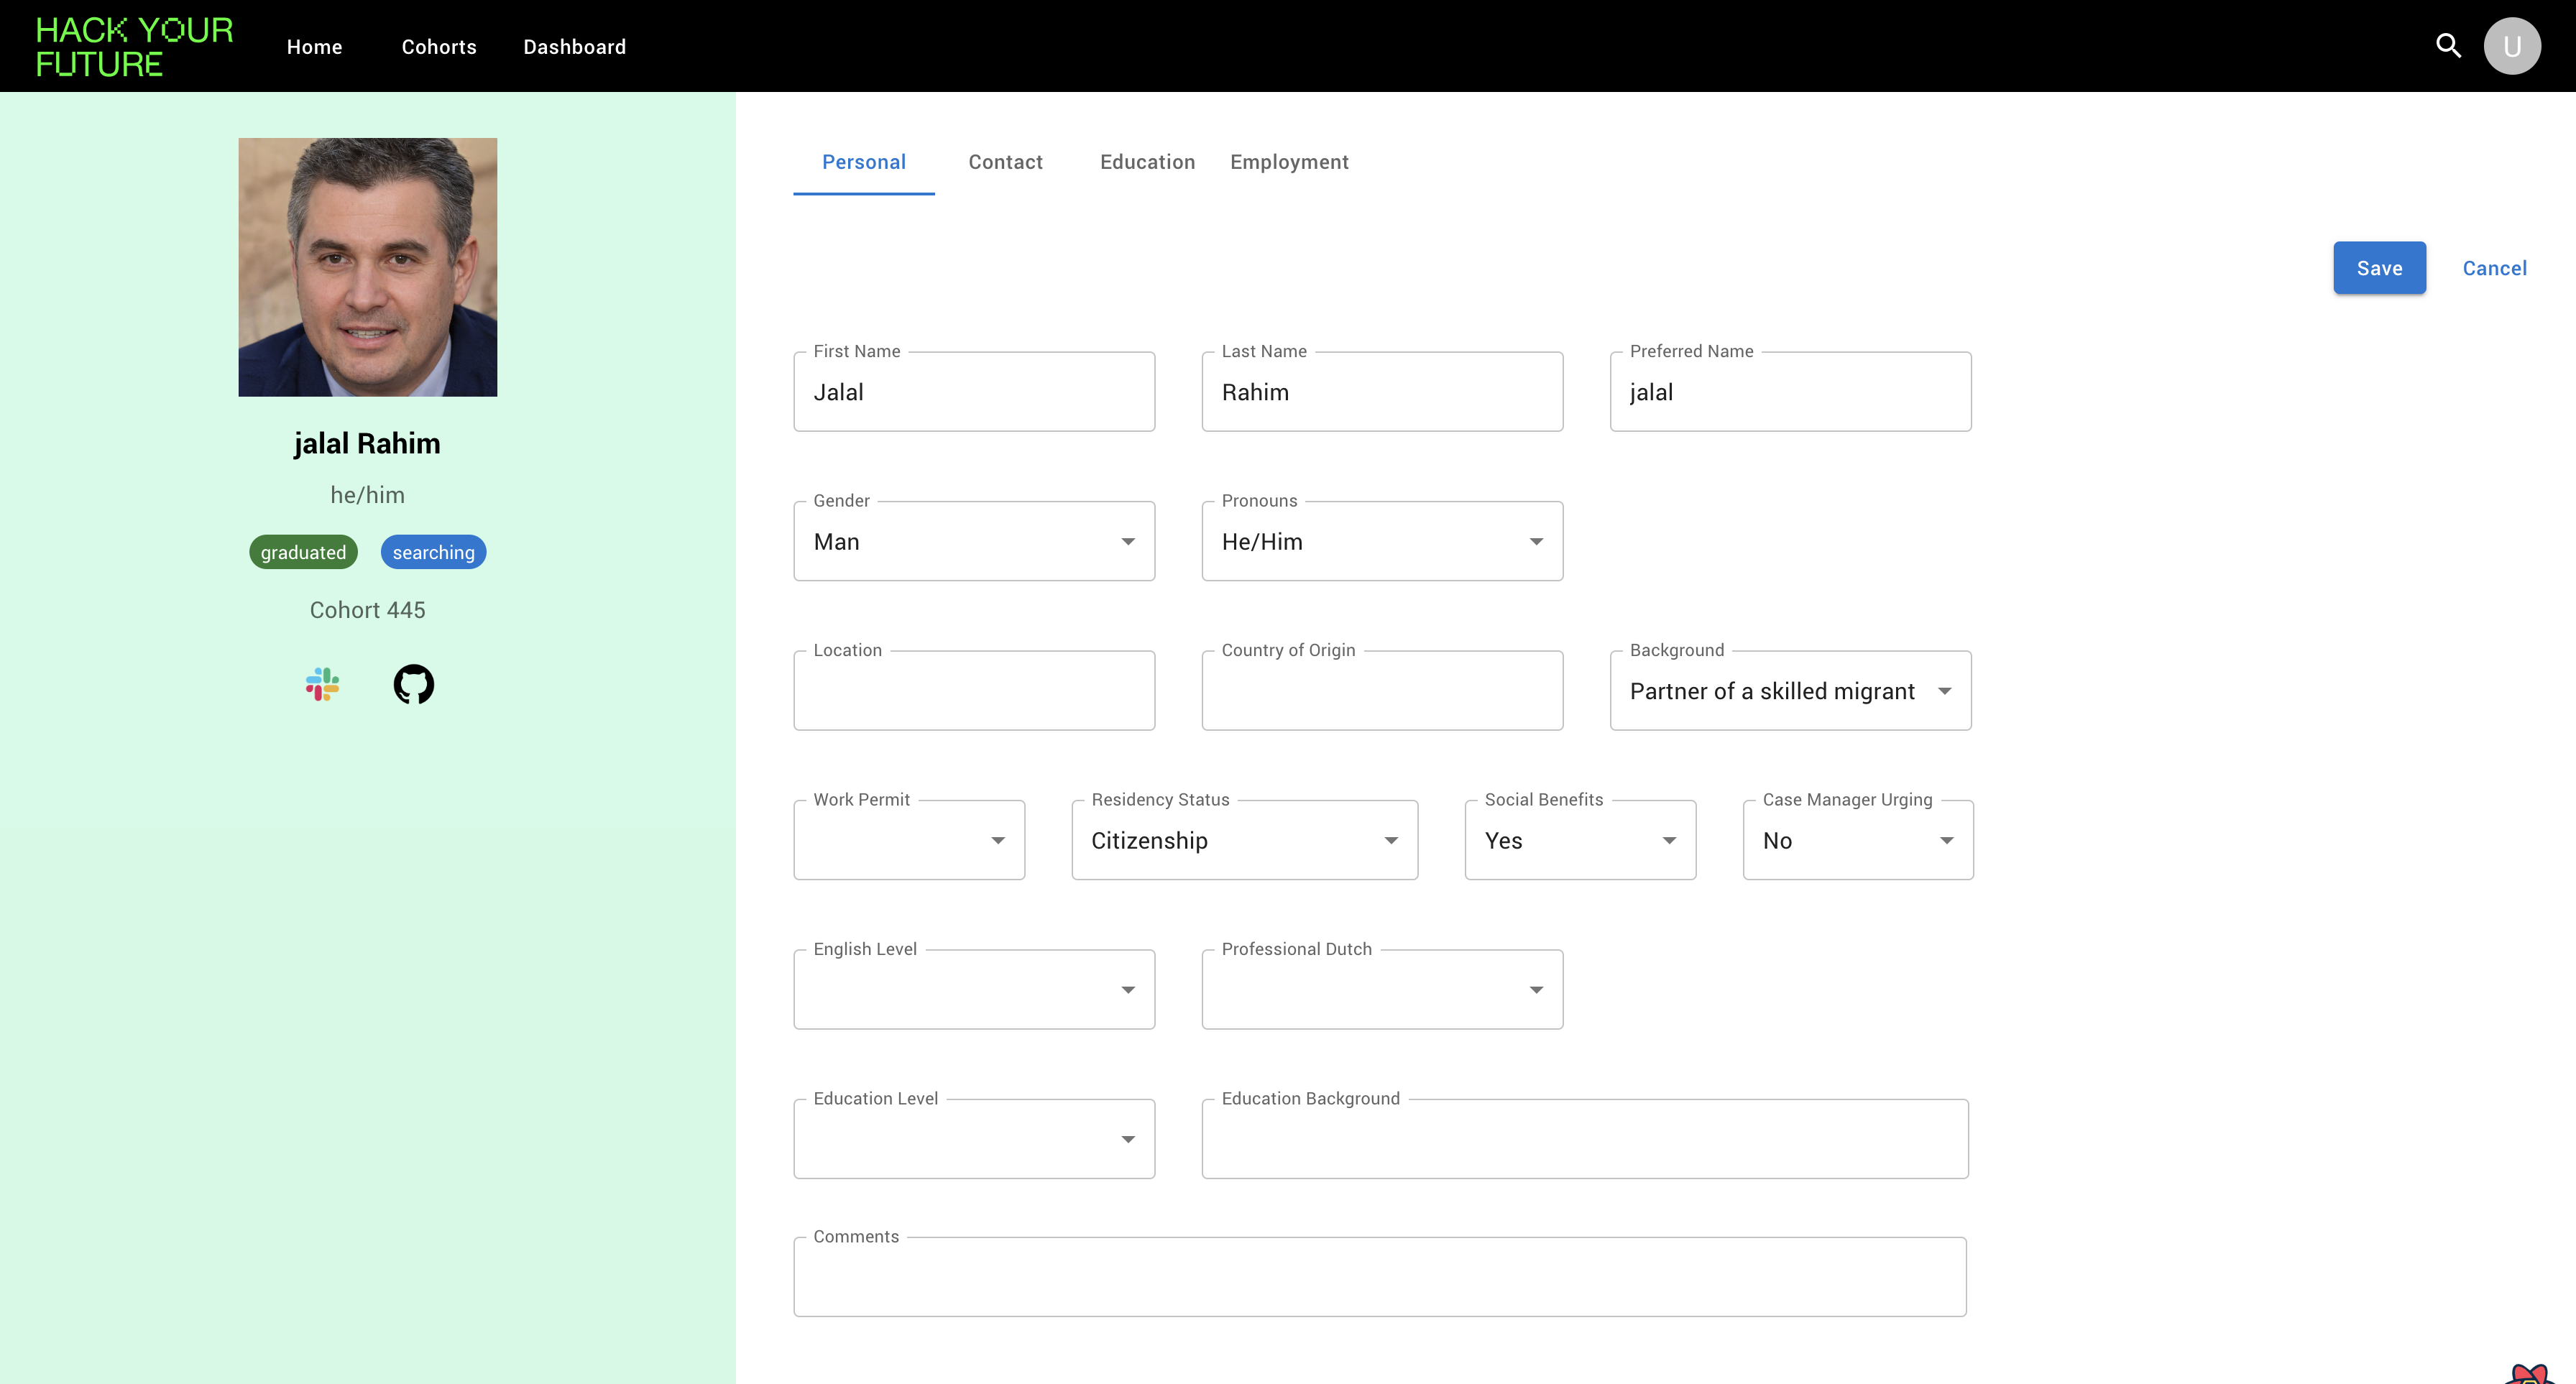 HACK YOUR
FUTURE
Home Cohorts Dashboard
U
jalal Rahim
he/him
graduated searching
Cohort 445
Personal Contact Education Employment
Save Cancel
First Name Last Name Preferred Name
Jalal Rahim jalal
Gender Pronouns
Man He/Him
Location Country of Origin Background
Partner of a skilled migrant
Work Permit Residency Status Social Benefits Case Manager Urging
Citizenship Yes No
English Level Professional Dutch
Education Level Education Background
Comments